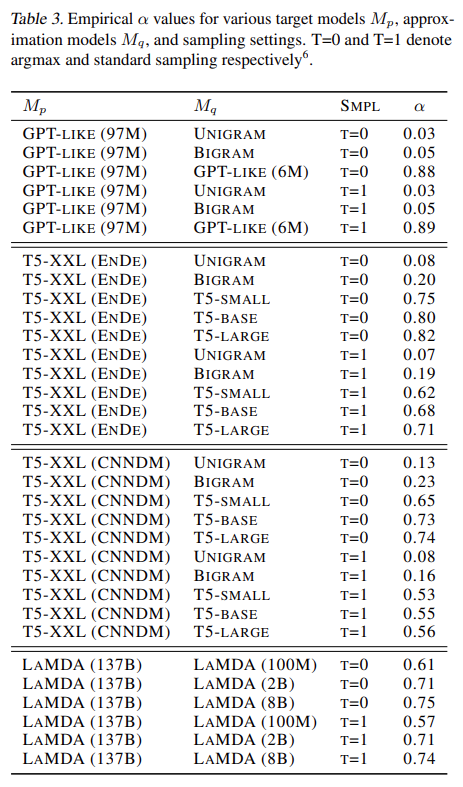 Table 3. Empirical α values for various target models Mp, approx-
imation models Mq, and sampling settings. T=0 and T=1 denote
argmax and standard sampling respectively6.
Mp Mq SMPL α
GPT-LIKE (97M) UNIGRAM T=0 0.03
GPT-LIKE (97M) BIGRAM T=0 0.05
GPT-LIKE (97M) GPT-LIKE (6M) T=0 0.88
GPT-LIKE (97M) UNIGRAM T=1 0.03
GPT-LIKE (97M) BIGRAM T=1 0.05
GPT-LIKE (97M) GPT-LIKE (6M) T=1 0.89
T5-XXL (ENDE) UNIGRAM T=0 0.08
T5-XXL (ENDE) BIGRAM T=0 0.20
T5-XXL (ENDE) T5-SMALL T=0 0.75
T5-XXL (ENDE) T5-BASE T=0 0.80
T5-XXL (ENDE) T5-LARGE T=0 0.82
T5-XXL (ENDE) UNIGRAM T=1 0.07
T5-XXL (ENDE) BIGRAM T=1 0.19
T5-XXL (ENDE) T5-SMALL T=1 0.62
T5-XXL (ENDE) T5-BASE T=1 0.68
T5-XXL (ENDE) T5-LARGE T=1 0.71
T5-XXL (CNNDM) UNIGRAM T=0 0.13
T5-XXL (CNNDM) BIGRAM T=0 0.23
T5-XXL (CNNDM) T5-SMALL T=0 0.65
T5-XXL (CNNDM) T5-BASE T=0 0.73
T5-XXL (CNNDM) T5-LARGE T=0 0.74
T5-XXL (CNNDM) UNIGRAM T=1 0.08
T5-XXL (CNNDM) BIGRAM T=1 0.16
T5-XXL (CNNDM) T5-SMALL T=1 0.53
T5-XXL (CNNDM) T5-BASE T=1 0.55
T5-XXL (CNNDM) T5-LARGE T=1 0.56
LAMDA (137B) LAMDA (100M) T=0 0.61
LAMDA (137B) LAMDA (2B) T=0 0.71
LAMDA (137B) LAMDA (8B) T=0 0.75
LAMDA (137B) LAMDA (100M) T=1 0.57
LAMDA (137B) LAMDA (2B) T=1 0.71
LAMDA (137B) LAMDA (8B) T=1 0.74